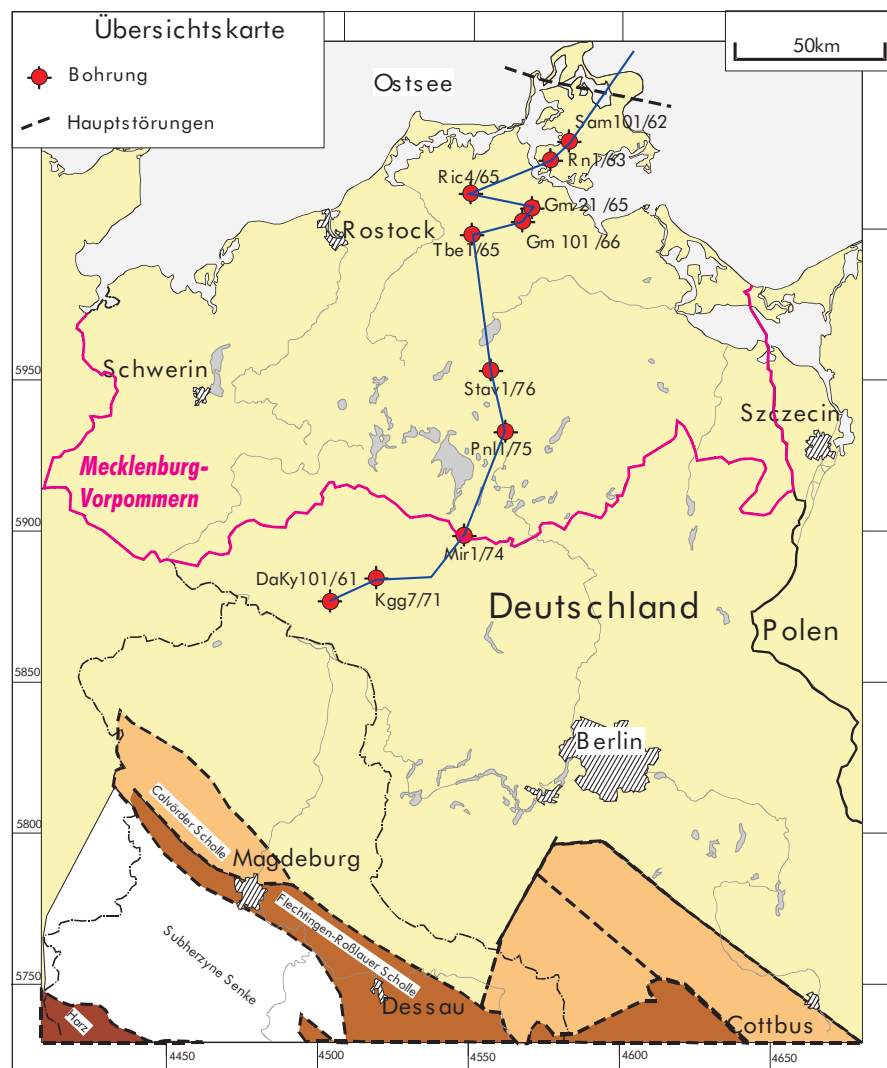 Übersichtskarte
Bohrung
Hauptstörungen
50km
Ostsee
Sam101/62
Rn1/63
Ric4/65
Gm 21 /65
Rostock
Gm 101 /66
Tbe1/65
5950
Schwerin
Stav1/76
Szczecin
Pnl1/75
Mecklenburg-
Vorpommern
5900
Mir1/74
DaKy101/61
Kgg7/71
Deutschland
Polen
5850
Berlin
5800
Calvörder Scholle
Magdeburg
Flechtingen-Roßlauer Scholle
Subherzyne Senke
5750
Dessau
Harz
Cottbus
4450
4500
4550
4600
4650